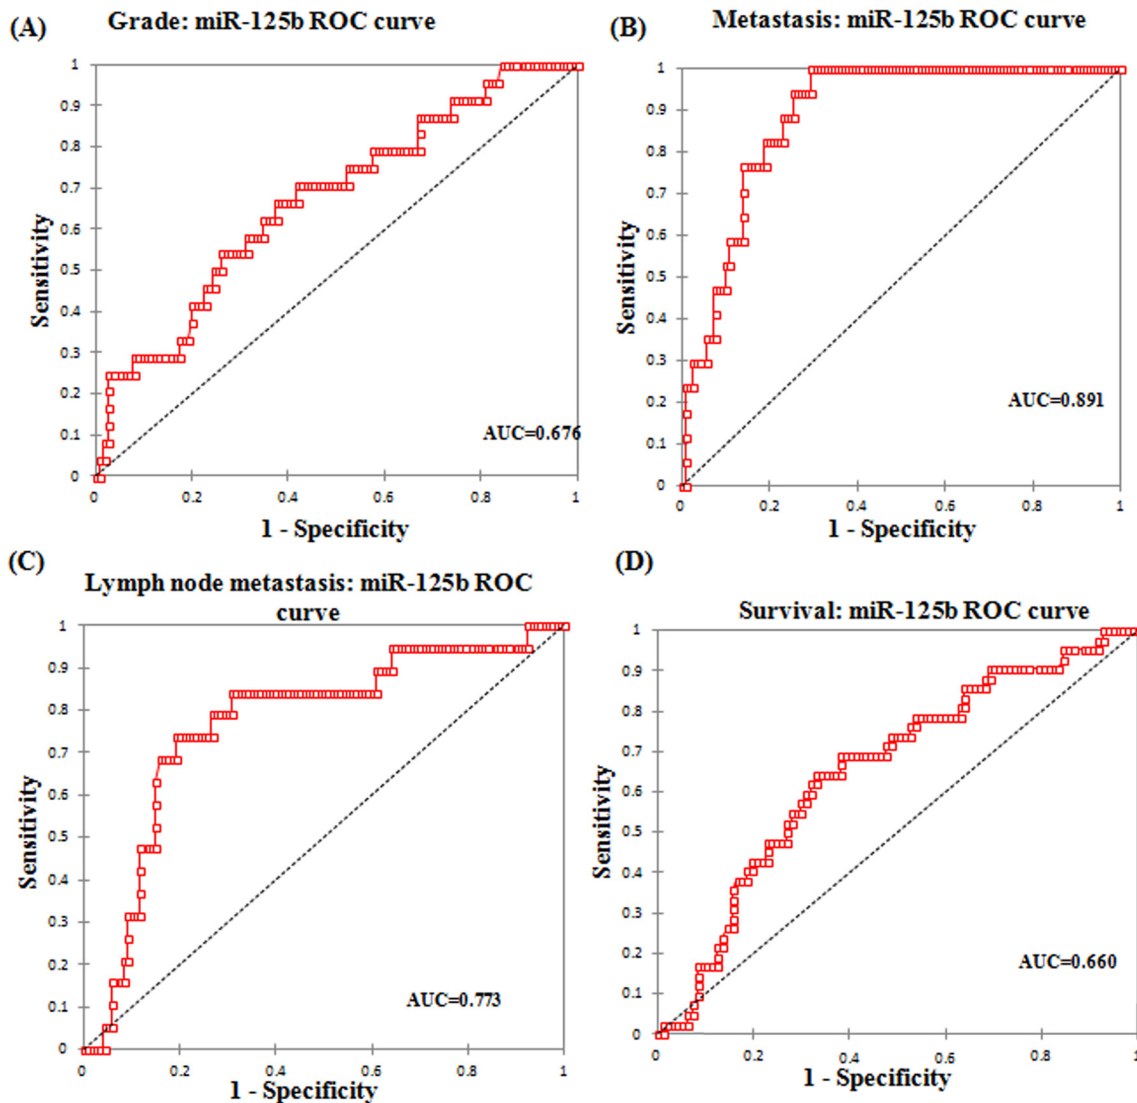 (A)
Grade: miR-125b ROC curve
1
0.9
0.8
0.7
0.6
0.5
0.4
0.3
0.2
0.1
0
Sensitivity
AUC=0.676
0 0.2 0.4 0.6 0.8 1
1 - Specificity
(B)
Metastasis: miR-125b ROC curve
1
0.9
0.8
0.7
0.6
0.5
0.4
0.3
0.2
0.1
0
Sensitivity
AUC=0.891
0 0.2 0.4 0.6 0.8 1
1 - Specificity
(C)
Lymph node metastasis: miR-125b ROC
curve
1
0.9
0.8
0.7
0.6
0.5
0.4
0.3
0.2
0.1
0
Sensitivity
AUC=0.773
0 0.2 0.4 0.6 0.8 1
1 - Specificity
(D)
Survival: miR-125b ROC curve
1
0.9
0.8
0.7
0.6
0.5
0.4
0.3
0.2
0.1
0
Sensitivity
AUC=0.660
0 0.2 0.4 0.6 0.8 1
1 - Specificity